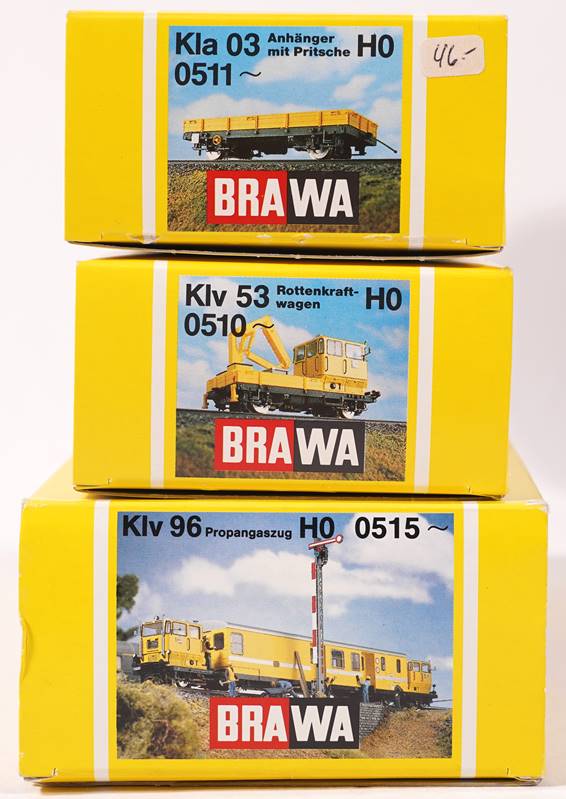 Kla 03 Anhänger mit Pritsche H0
0511 ~
46.-
BRAWA
Klv 53 Rottenkraft-wagen H0
0510 ~
BRAWA
Klv 96 Propangaszug H0 0515 ~
BRAWA